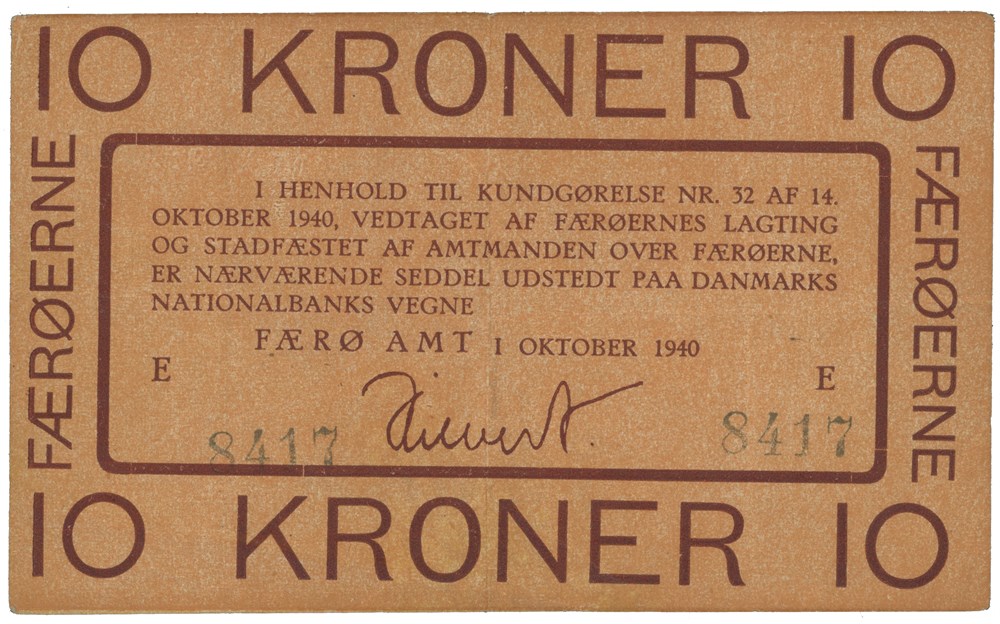 10 KRONER 10
FÆRØERNE
I HENHOLD TIL KUNDGØRELSE NR. 32 AF 14.
OKTOBER 1940, VEDTAGET AF FÆRØERNES LAGTING
OG STADFÆSTET AF AMTMANDEN OVER FÆRØERNE,
ER NÆRVÆRENDE SEDDEL UDSTEDT PAA DANMARKS
NATIONALBANKS VEGNE
FÆRØ AMT 1 OKTOBER 1940
E E
8417 8417
FÆRØERNE
10 KRONER 10